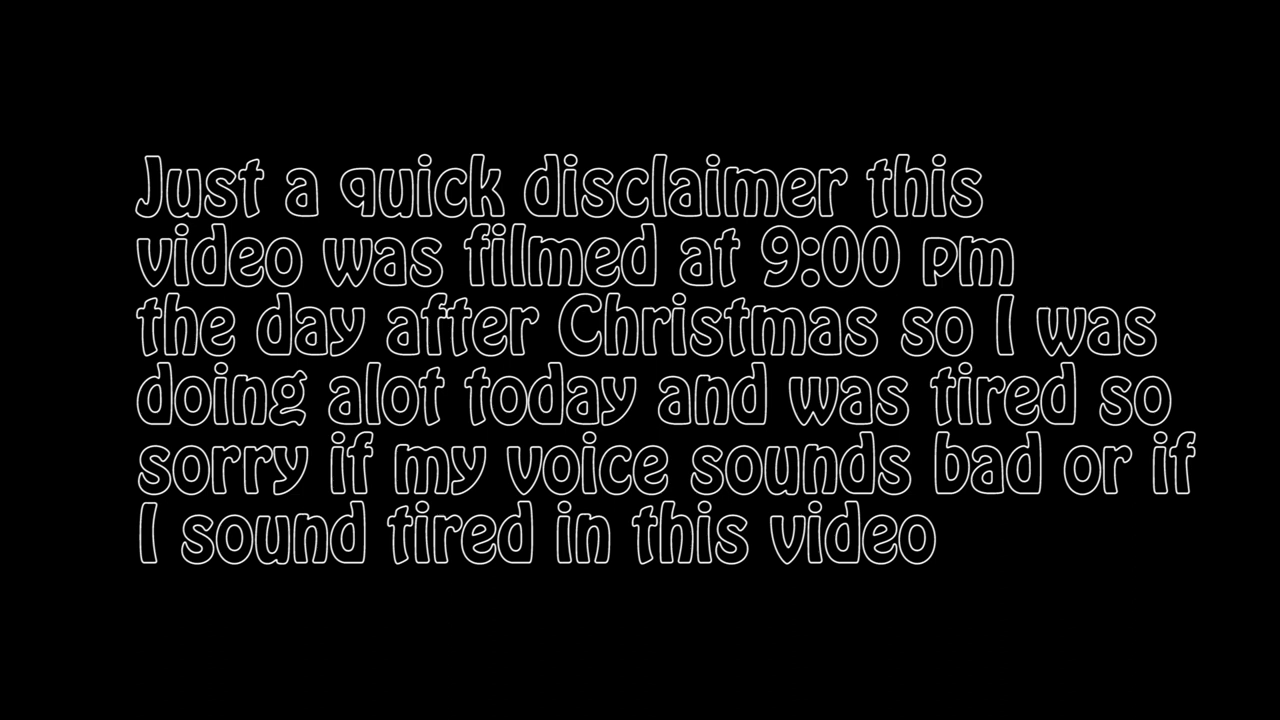 Just a quick disclaimer this
video was filmed at 9:00 pm
the day after Christmas so I was
doing alot today and was tired so
sorry if my voice sounds bad or if
I sound tired in this video